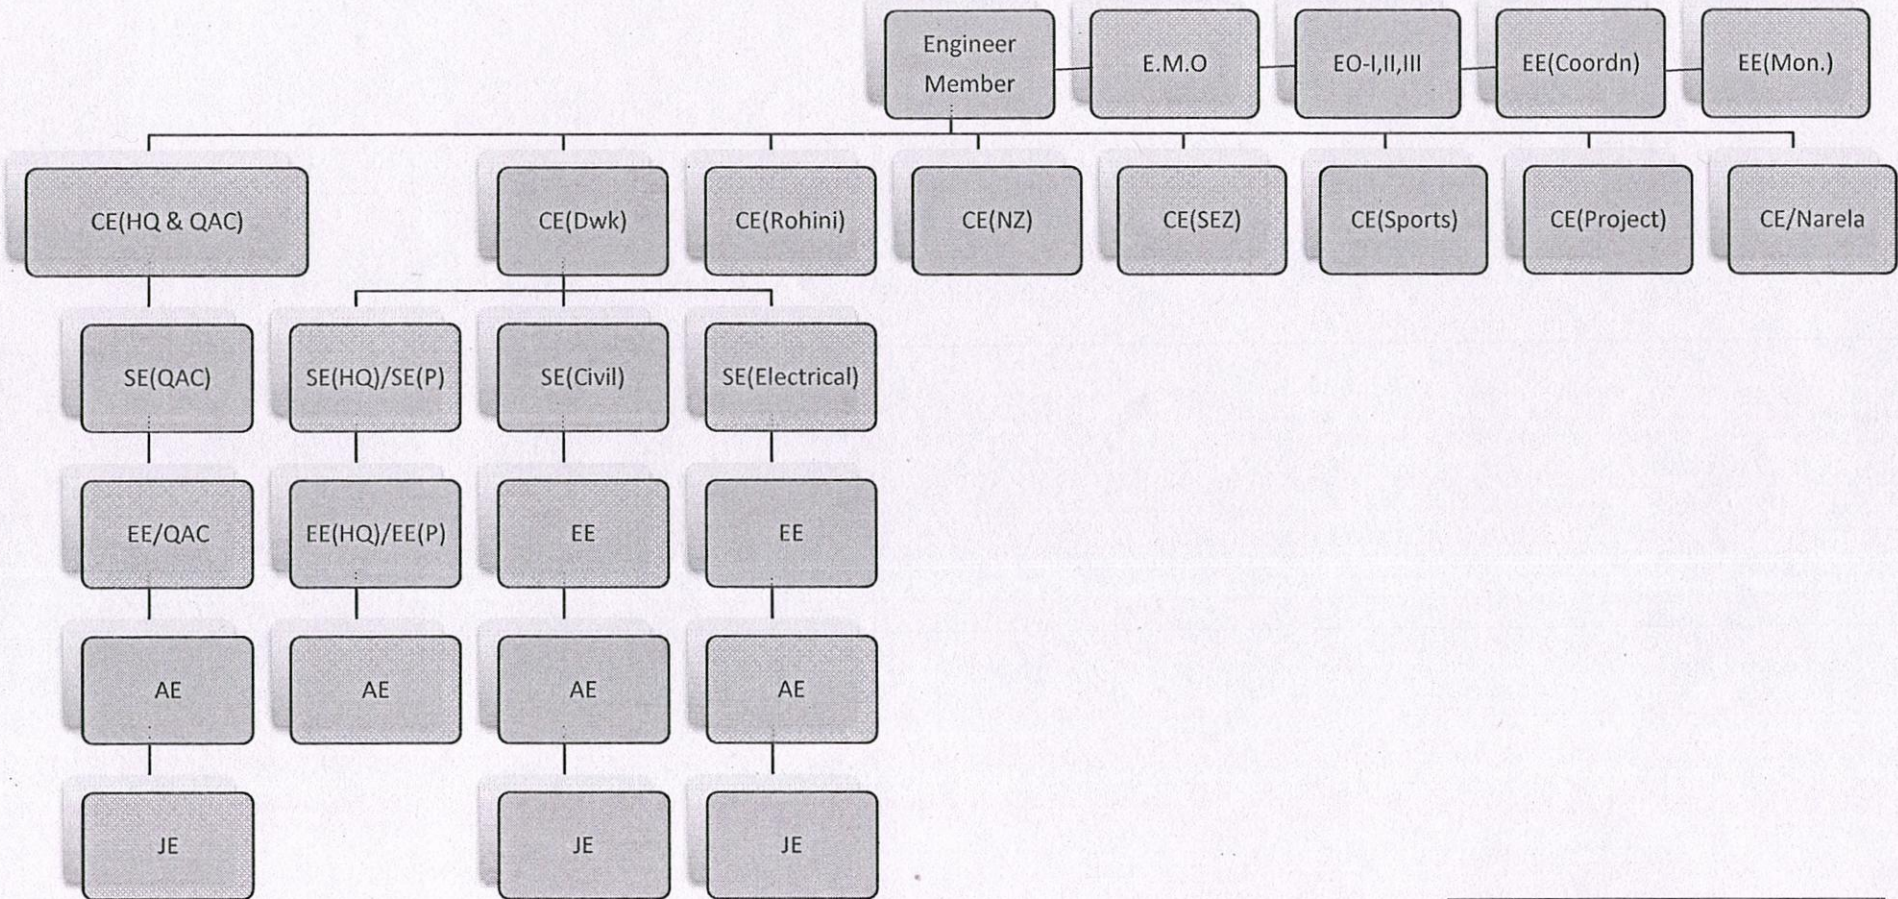 Engineer
Member
E.M.O
EO-I,II,III
EE(Coordn)
EE(Mon.)
CE(HQ & QAC)
CE(Dwk)
CE(Rohini)
CE(NZ)
CE(SEZ)
CE(Sports)
CE(Project)
CE/Narela
SE(QAC)
SE(HQ)/SE(P)
SE(Civil)
SE(Electrical)
EE/QAC
EE(HQ)/EE(P)
EE
EE
AE
AE
AE
AE
JE
JE
JE